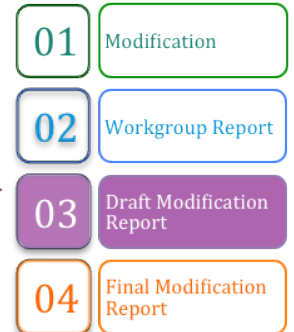 01 Modification
02 Workgroup Report
03 Draft Modification
Report
04 Final Modification
Report